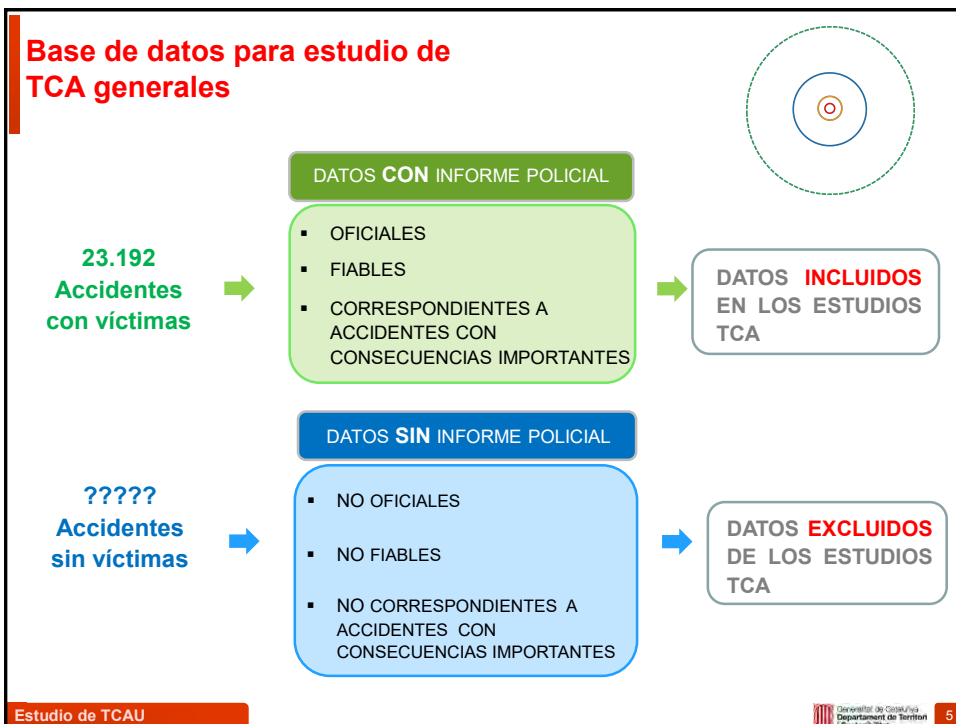 Base de datos para estudio de
TCA generales
DATOS CON INFORME POLICIAL
23.192
Accidentes
con víctimas
▪ OFICIALES
▪ FIABLES
▪ CORRESPONDIENTES A
ACCIDENTES CON
CONSECUENCIAS IMPORTANTES
DATOS INCLUIDOS
EN LOS ESTUDIOS
TCA
DATOS SIN INFORME POLICIAL
?????
Accidentes
sin víctimas
▪ NO OFICIALES
▪ NO FIABLES
▪ NO CORRESPONDIENTES A
ACCIDENTES CON
CONSECUENCIAS IMPORTANTES
DATOS EXCLUIDOS
DE LOS ESTUDIOS
TCA
Estudio de TCAU
Generalitat de Catalunya
Departament de Territori
5